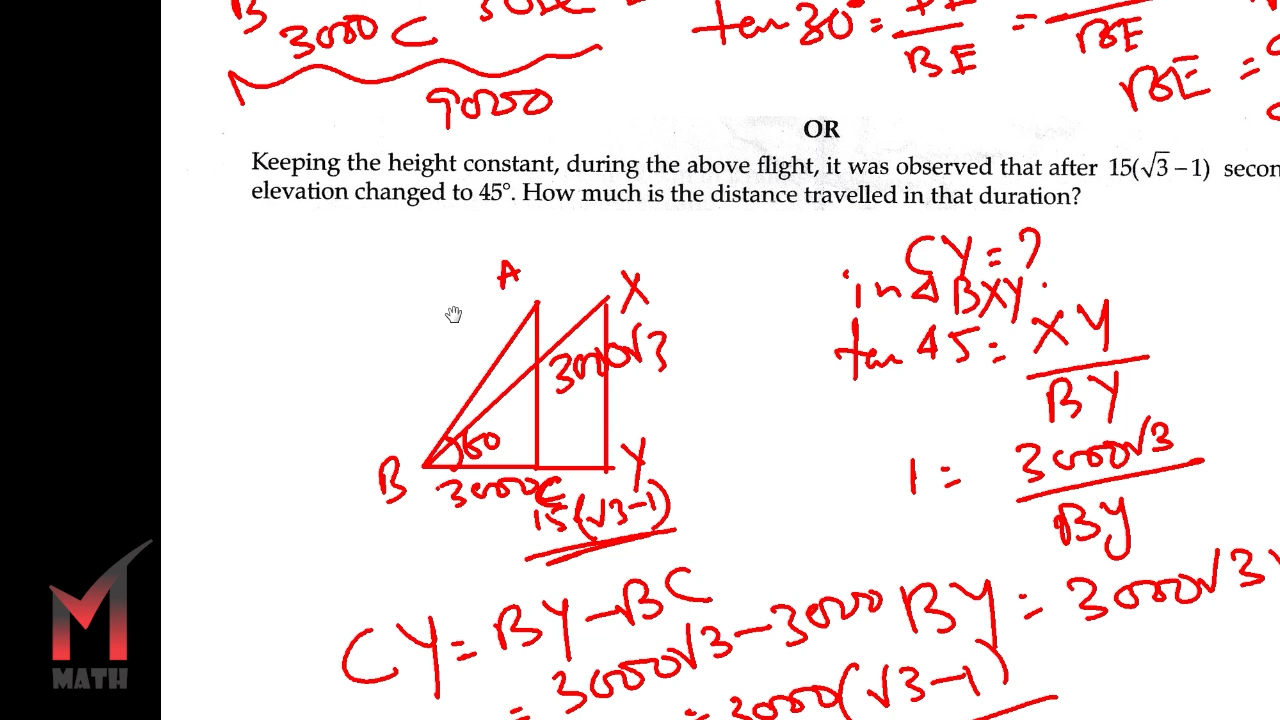 B 3000 C
9000
tan 30° = / BE = / BE
BE =
OR
Keeping the height constant, during the above flight, it was observed that after 15(√3 – 1) secon
elevation changed to 45°. How much is the distance travelled in that duration?
CY = ?
in Δ BXY
tan 45 = XY / BY
1 = 3000√3 / BY
BY = 3000√3
A
X
3000√3
60
B
3000
C
Y
15(√3-1)
CY = BY - BC
= 3000√3 - 3000
= 3000(√3-1)
M
MATH